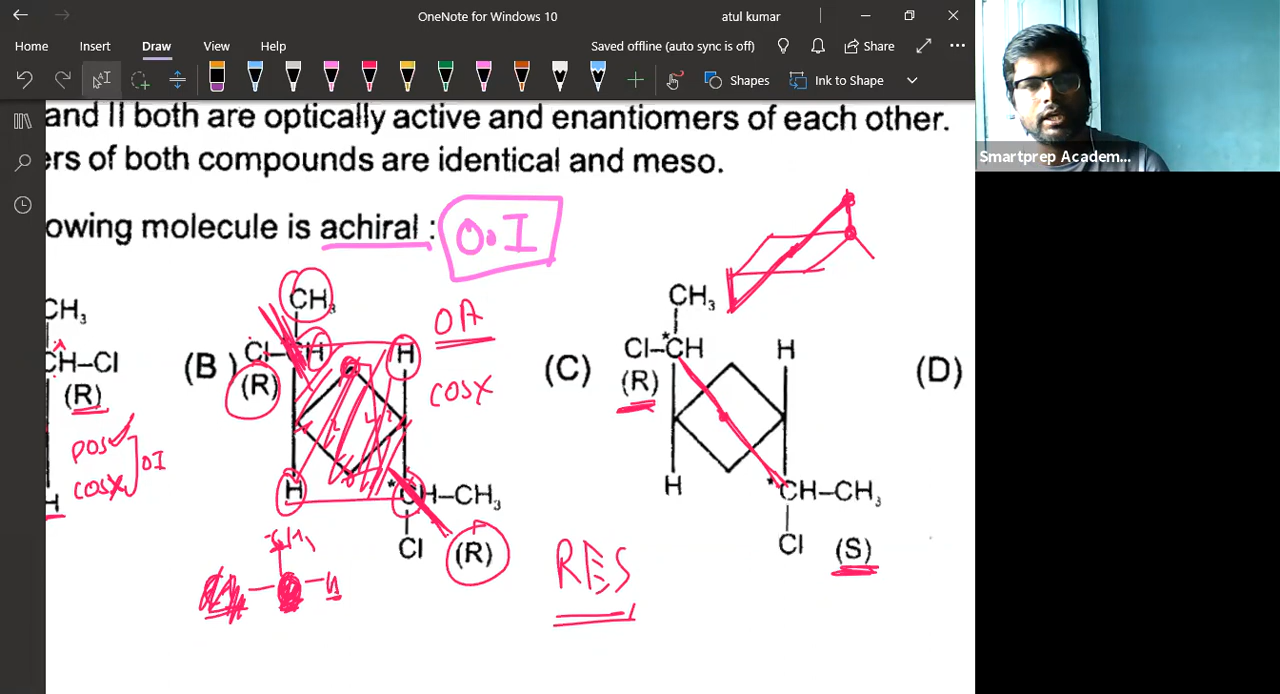 OneNote for Windows 10
atul kumar
Home Insert Draw View Help
Saved offline (auto sync is off)
Share
Shapes
Ink to Shape
and II both are optically active and enantiomers of each other.
ers of both compounds are identical and meso.
owing molecule is achiral :
O.I
Smartprep Academ...
CH₃
CH–Cl
(R)
POS
COSX
OI
H
(B)
CH₃
Cl–CH
(R)
H
H
*CH–CH₃
Cl
(R)
OA
COSX
RES
(C)
CH₃
Cl–*CH
(R)
H
H
*CH–CH₃
Cl
(S)
(D)